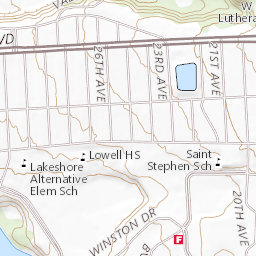 VAL
W
Luthera
VD
26TH AVE
23RD AVE
21ST AVE
Lowell HS
Lakeshore
Alternative
Elem Sch
Saint
Stephen Sch
WINSTON DR
20TH AVE
F